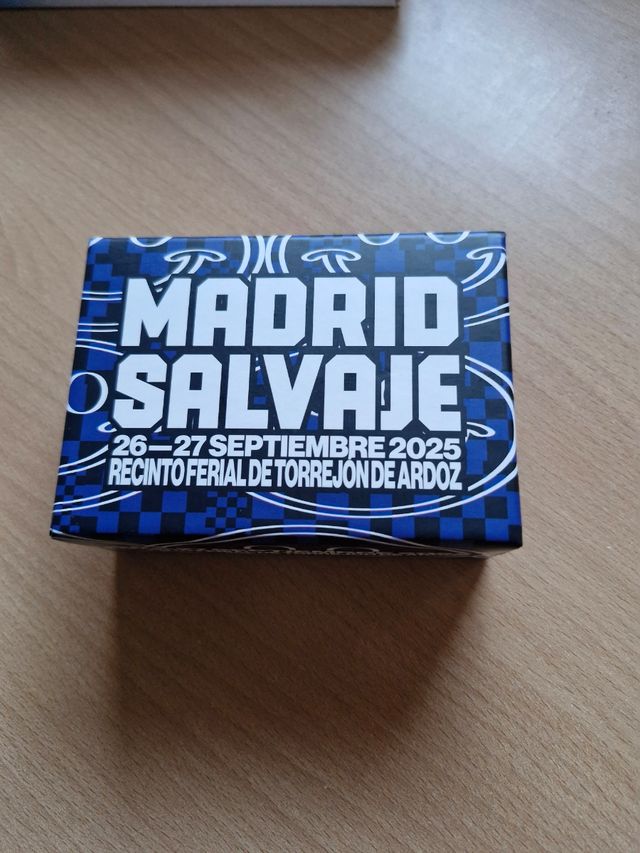 MADRID
SALVAJE
26—27 SEPTIEMBRE 2025
RECINTO FERIAL DE TORREJÓN DE ARDOZ